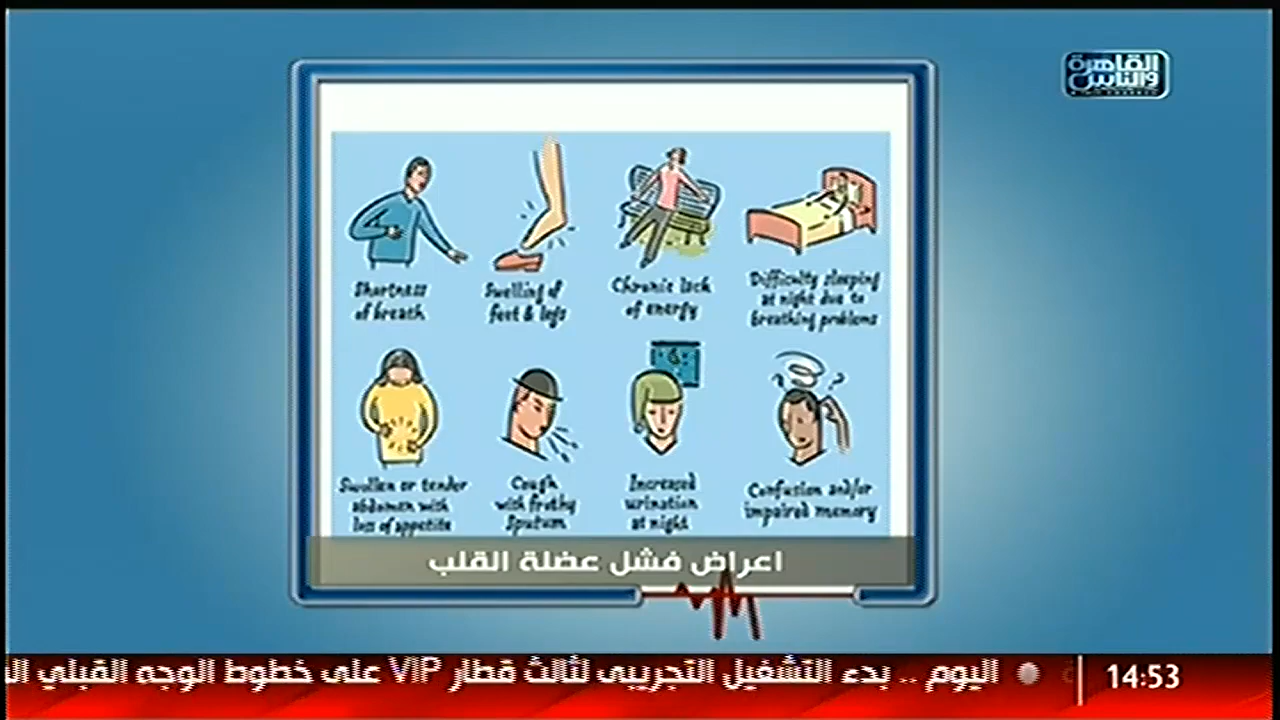 القاهرة
والناس
Shortness
of breath
Swelling of
feet & legs
Chronic lack
of energy
Difficulty sleeping
at night due to
breathing problems
Swollen or tender
abdomen with
loss of appetite
Cough
with frothy
Sputum
Increased
urination
at night
Confusion and/or
impaired memory
اعراض فشل عضلة القلب
اليوم .. بدء التشغيل التجريبى لثالث قطار VIP على خطوط الوجه القبلي
14:53